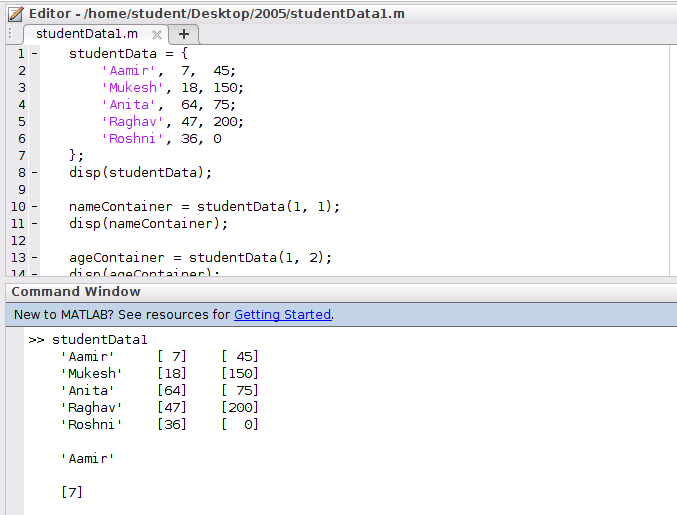 Editor - /home/student/Desktop/2005/studentData1.m
studentData1.m × +
1 - studentData = {
2 'Aamir', 7, 45;
3 'Mukesh', 18, 150;
4 'Anita', 64, 75;
5 'Raghav', 47, 200;
6 'Roshni', 36, 0
7 };
8 - disp(studentData);
9
10 - nameContainer = studentData(1, 1);
11 - disp(nameContainer);
12
13 - ageContainer = studentData(1, 2);
14 - disp(ageContainer);
Command Window
New to MATLAB? See resources for Getting Started.
>> studentData1
'Aamir' [ 7] [ 45]
'Mukesh' [18] [150]
'Anita' [64] [ 75]
'Raghav' [47] [200]
'Roshni' [36] [ 0]
'Aamir'
[7]